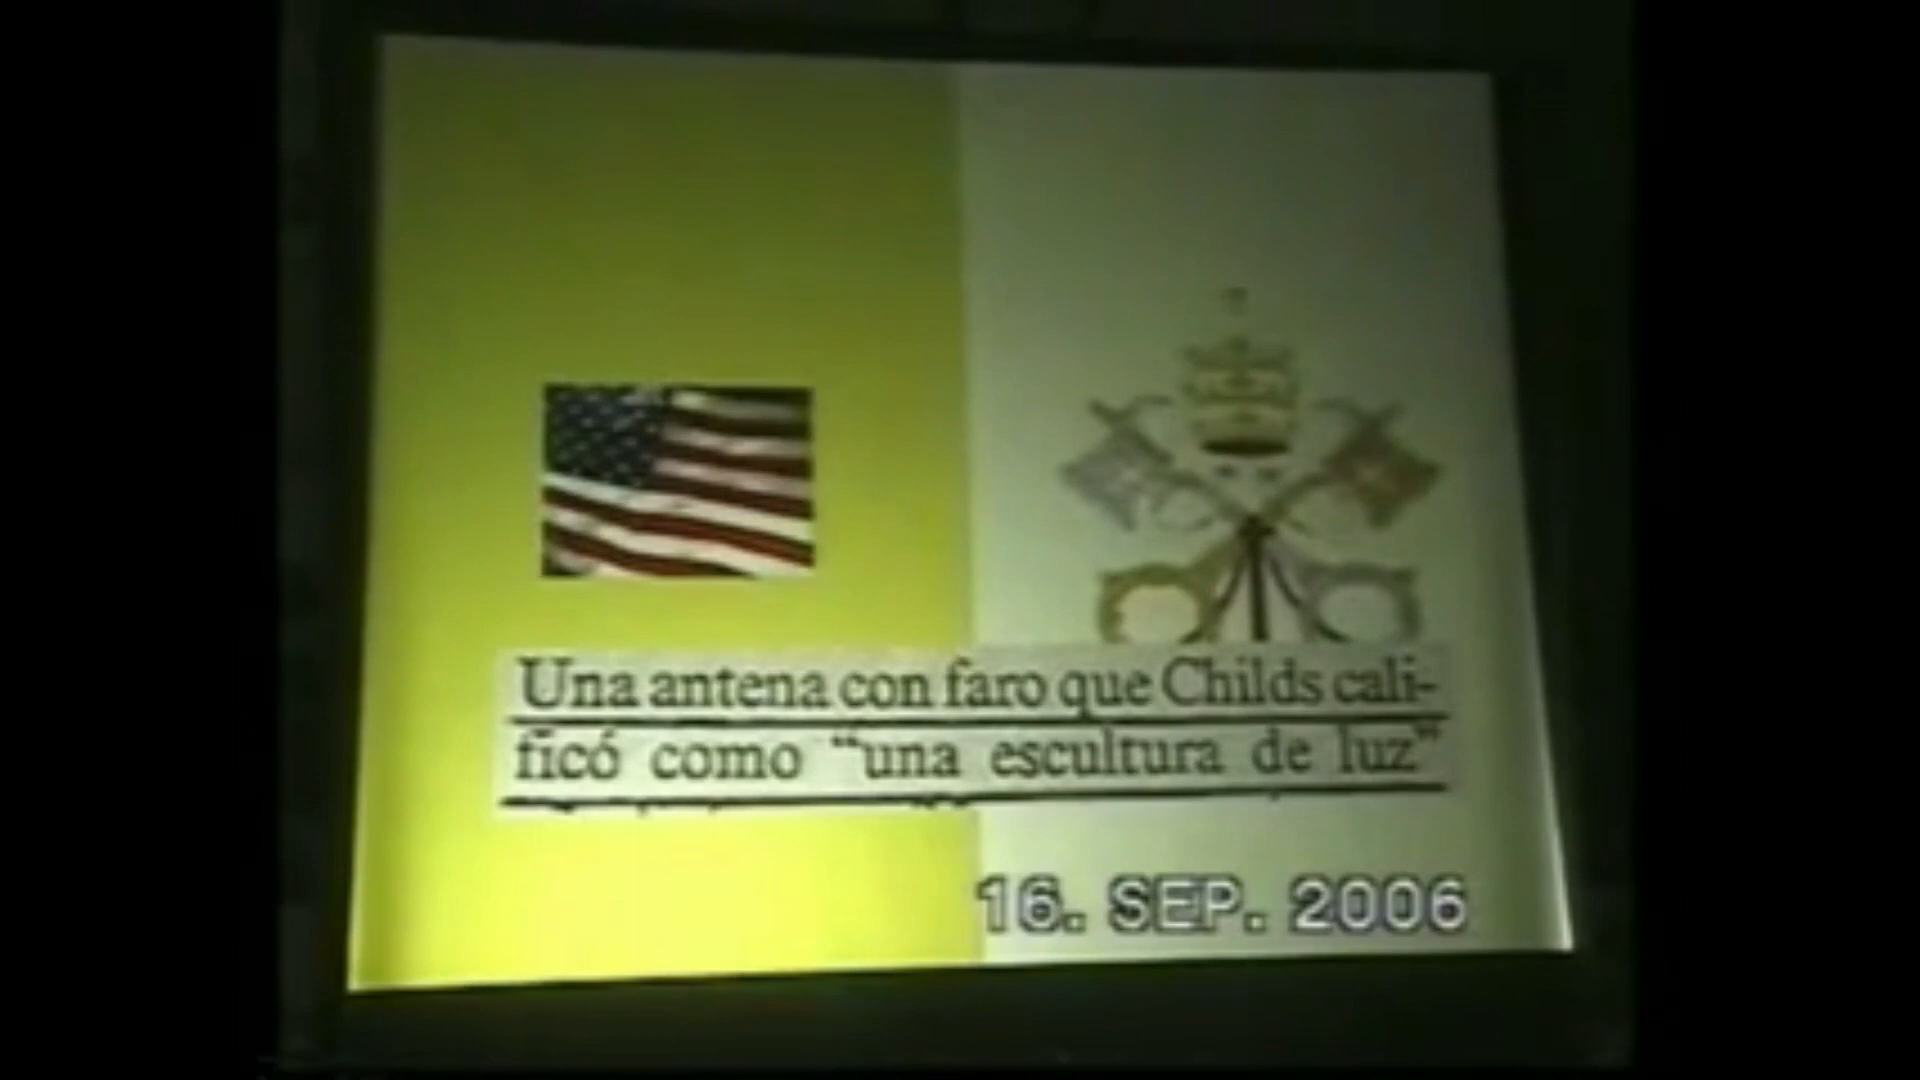 Una antena con faro que Childs cali-
ficó como “una escultura de luz”
16. SEP. 2006